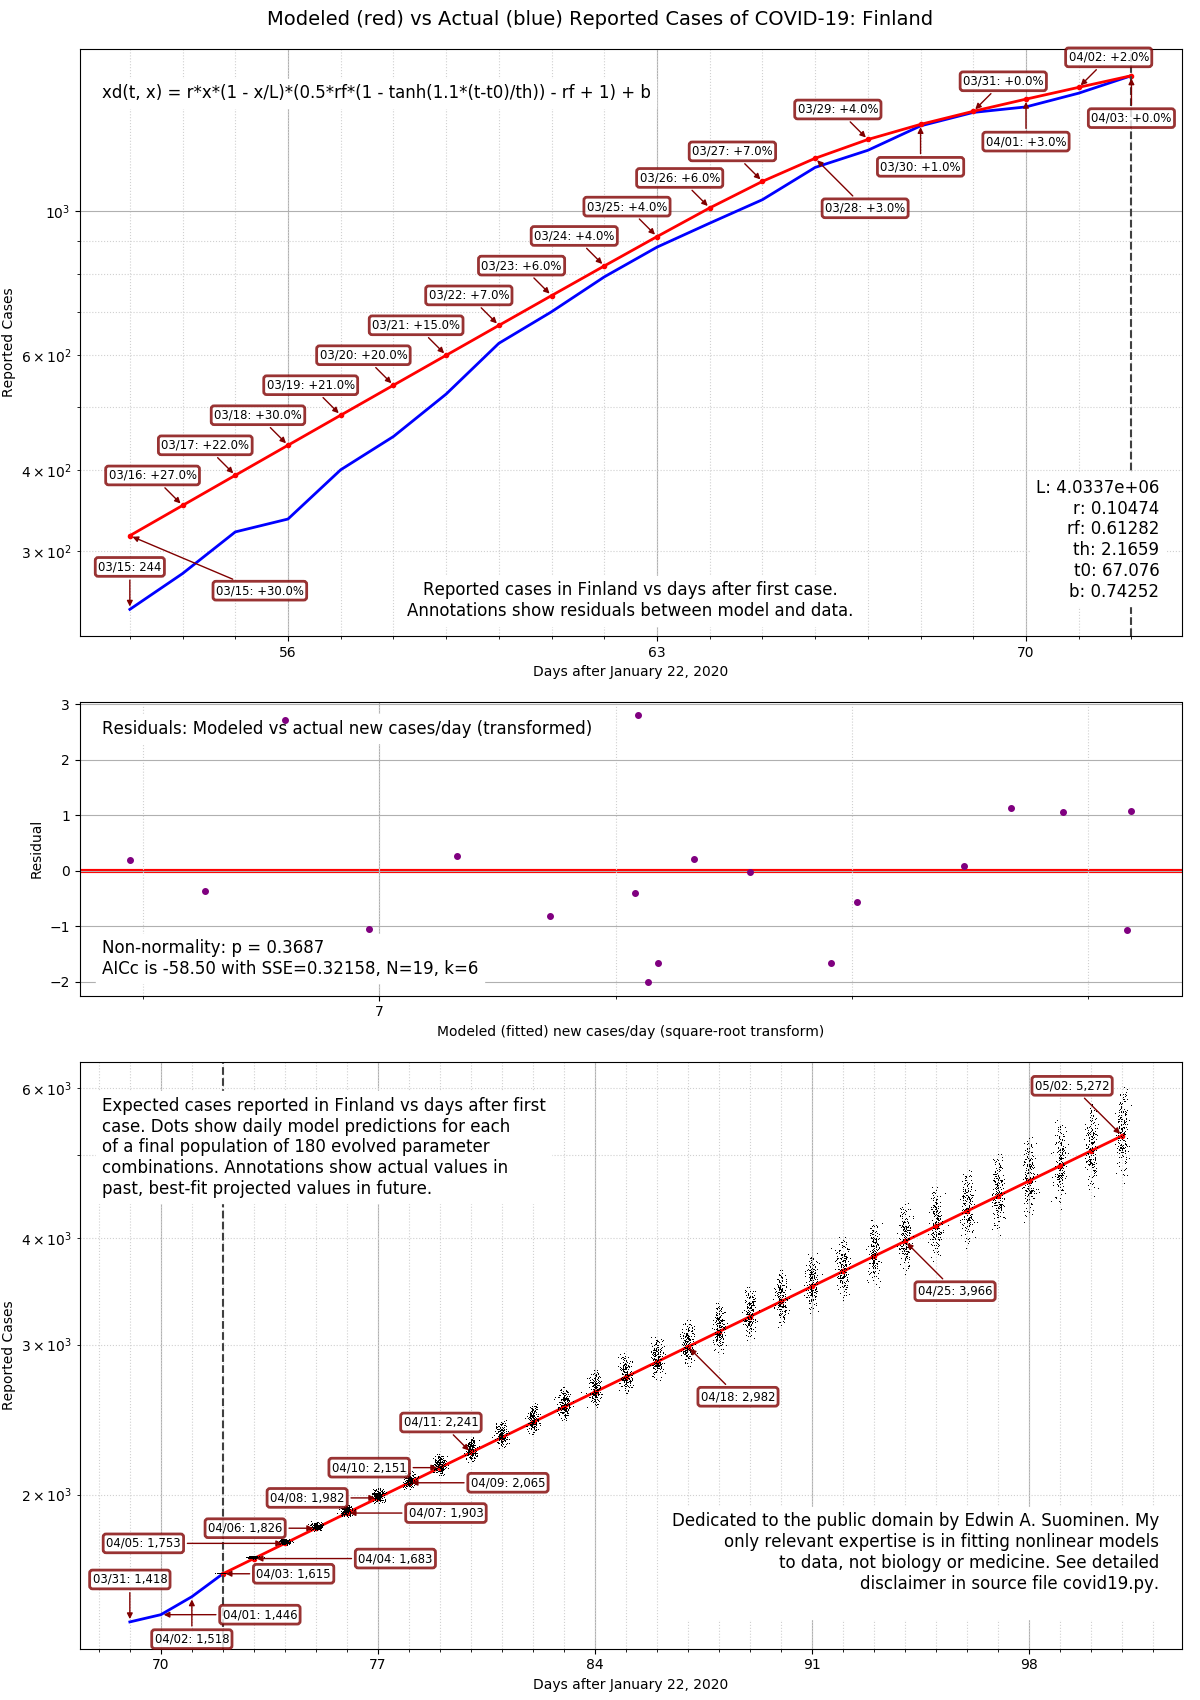 Modeled (red) vs Actual (blue) Reported Cases of COVID-19: Finland
xd(t, x) = r*x*(1 - x/L)*(0.5*rf*(1 - tanh(1.1*(t-t0)/th)) - rf + 1) + b
04/02: +2.0%
03/31: +0.0%
03/29: +4.0%
04/03: +0.0%
04/01: +3.0%
03/27: +7.0%
03/30: +1.0%
03/26: +6.0%
03/25: +4.0%
03/28: +3.0%
10³
03/24: +4.0%
03/23: +6.0%
03/22: +7.0%
03/21: +15.0%
6 × 10²
03/20: +20.0%
03/19: +21.0%
03/18: +30.0%
03/17: +22.0%
4 × 10²
03/16: +27.0%
3 × 10²
03/15: 244
03/15: +30.0%
Reported Cases
L: 4.0337e+06
r: 0.10474
rf: 0.61282
th: 2.1659
t0: 67.076
b: 0.74252
Reported cases in Finland vs days after first case.
Annotations show residuals between model and data.
56
63
70
Days after January 22, 2020
3
2
1
0
−1
−2
Residual
Residuals: Modeled vs actual new cases/day (transformed)
Non-normality: p = 0.3687
AICc is -58.50 with SSE=0.32158, N=19, k=6
7
Modeled (fitted) new cases/day (square-root transform)
6 × 10³
4 × 10³
3 × 10³
2 × 10³
Reported Cases
Expected cases reported in Finland vs days after first
case. Dots show daily model predictions for each
of a final population of 180 evolved parameter
combinations. Annotations show actual values in
past, best-fit projected values in future.
05/02: 5,272
04/25: 3,966
04/18: 2,982
04/11: 2,241
04/10: 2,151
04/09: 2,065
04/08: 1,982
04/07: 1,903
04/06: 1,826
04/05: 1,753
04/04: 1,683
04/03: 1,615
03/31: 1,418
04/01: 1,446
04/02: 1,518
Dedicated to the public domain by Edwin A. Suominen. My
only relevant expertise is in fitting nonlinear models
to data, not biology or medicine. See detailed
disclaimer in source file covid19.py.
70
77
84
91
98
Days after January 22, 2020